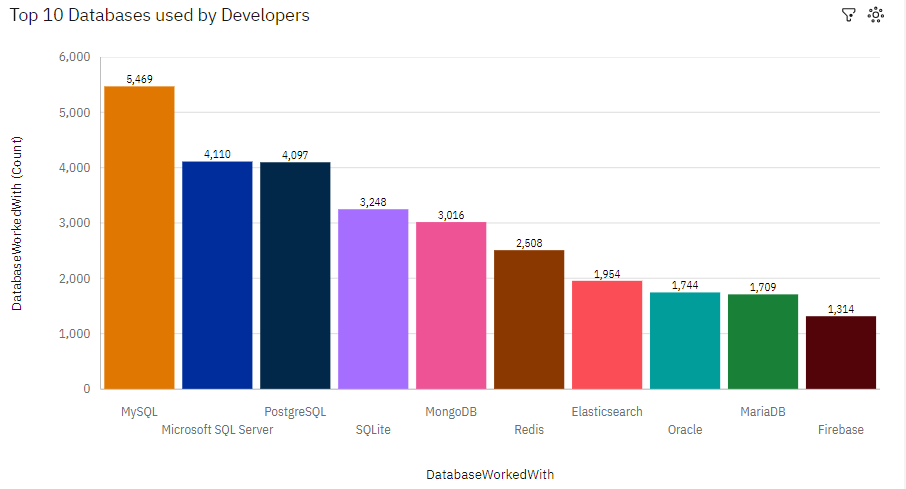 Top 10 Databases used by Developers
DatabaseWorkedWith (Count)
6,000
5,000
4,000
3,000
2,000
1,000
0
5,469
4,110
4,097
3,248
3,016
2,508
1,954
1,744
1,709
1,314
MySQL
Microsoft SQL Server
PostgreSQL
SQLite
MongoDB
Redis
Elasticsearch
Oracle
MariaDB
Firebase
DatabaseWorkedWith